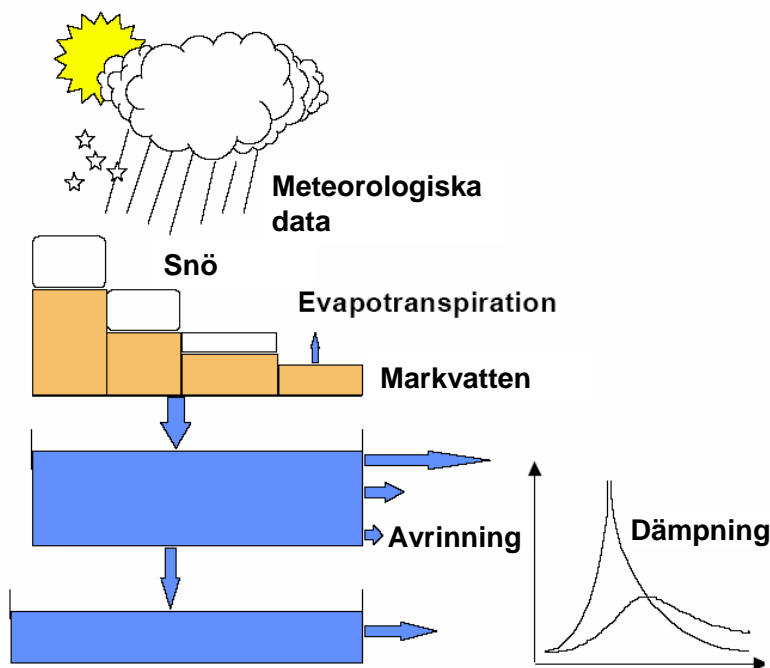 Meteorologiska
data
Snö
Evapotranspiration
Markvatten
Avrinning
Dämpning